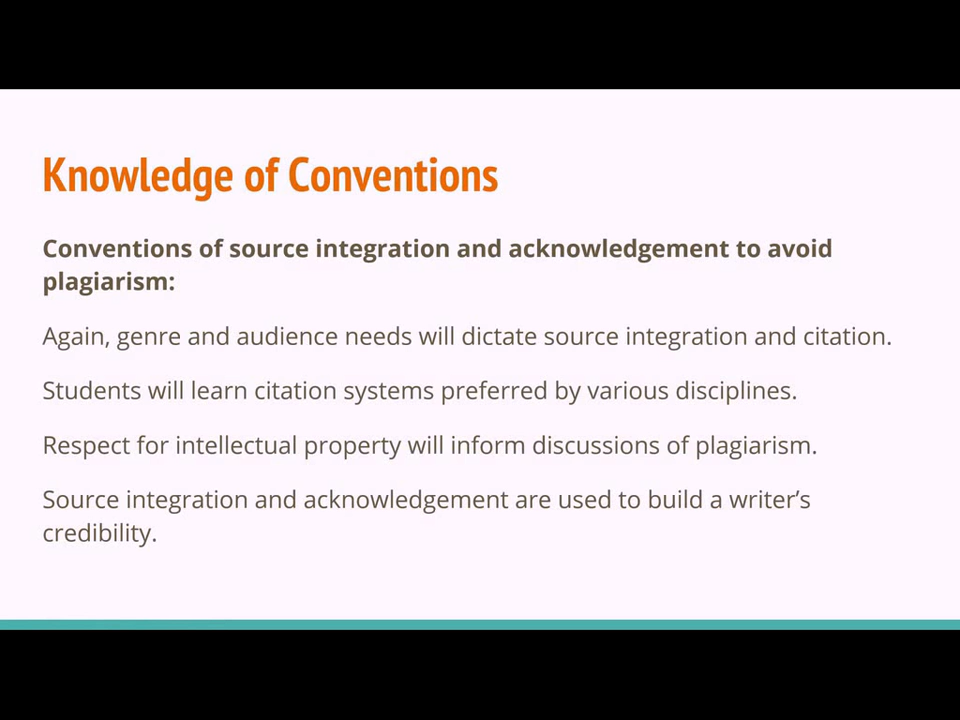 Knowledge of Conventions
Conventions of source integration and acknowledgement to avoid
plagiarism:
Again, genre and audience needs will dictate source integration and citation.
Students will learn citation systems preferred by various disciplines.
Respect for intellectual property will inform discussions of plagiarism.
Source integration and acknowledgement are used to build a writer’s
credibility.